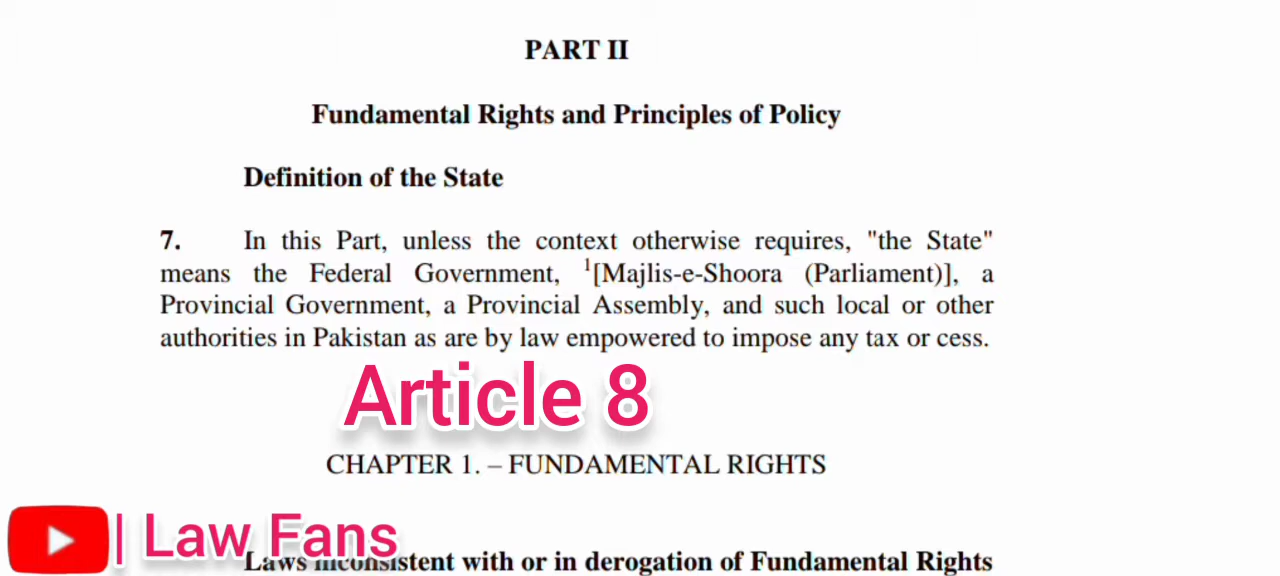 PART II
Fundamental Rights and Principles of Policy
Definition of the State
7. In this Part, unless the context otherwise requires, "the State"
means the Federal Government, ¹[Majlis-e-Shoora (Parliament)], a
Provincial Government, a Provincial Assembly, and such local or other
authorities in Pakistan as are by law empowered to impose any tax or cess.
Article 8
CHAPTER 1. – FUNDAMENTAL RIGHTS
| Law Fans
Laws inconsistent with or in derogation of Fundamental Rights